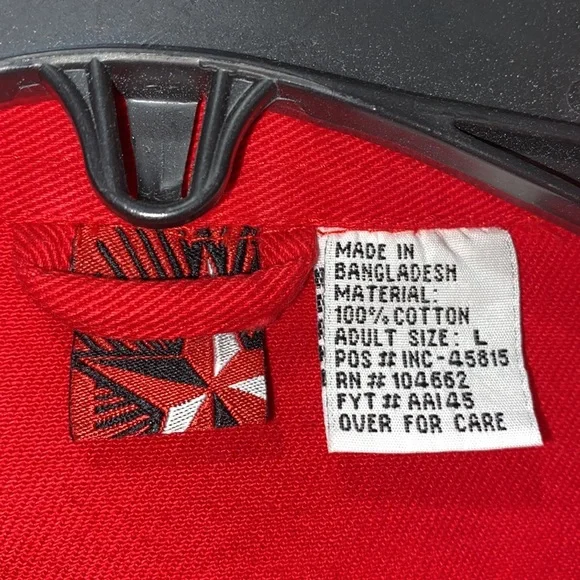 MADE IN
BANGLADESH
MATERIAL:
100% COTTON
ADULT SIZE: L
POS # INC-45815
RN # 104662
FYT # AA145
OVER FOR CARE